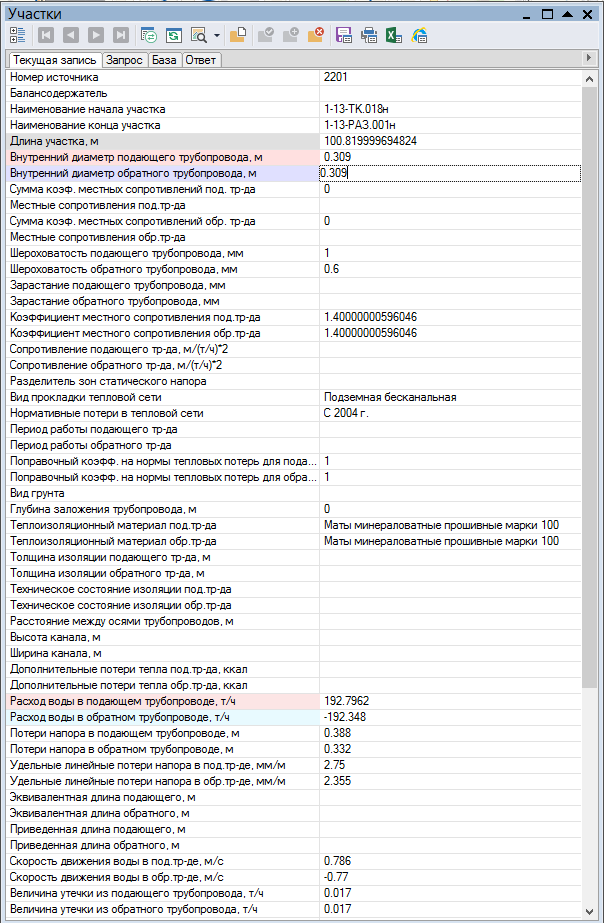 Участки
Текущая запись Запрос База Ответ
Номер источника 2201
Балансодержатель
Наименование начала участка 1-13-ТК.018н
Наименование конца участка 1-13-РАЗ.001н
Длина участка, м 100.819999694824
Внутренний диаметр подающего трубопровода, м 0.309
Внутренний диаметр обратного трубопровода, м 0.309
Сумма коэф. местных сопротивлений под. тр-да 0
Местные сопротивления под.тр-да
Сумма коэф. местных сопротивлений обр. тр-да 0
Местные сопротивления обр.тр-да
Шероховатость подающего трубопровода, мм 1
Шероховатость обратного трубопровода, мм 0.6
Зарастание подающего трубопровода, мм
Зарастание обратного трубопровода, мм
Коэффициент местного сопротивления под.тр-да 1.40000000596046
Коэффициент местного сопротивления обр.тр-да 1.40000000596046
Сопротивление подающего тр-да, м/(т/ч)*2
Сопротивление обратного тр-да, м/(т/ч)*2
Разделитель зон статического напора
Вид прокладки тепловой сети Подземная бесканальная
Нормативные потери в тепловой сети С 2004 г.
Период работы подающего тр-да
Период работы обратного тр-да
Поправочный коэфф. на нормы тепловых потерь для пода... 1
Поправочный коэфф. на нормы тепловых потерь для обра... 1
Вид грунта
Глубина заложения трубопровода, м 0
Теплоизоляционный материал под.тр-да Маты минераловатные прошивные марки 100
Теплоизоляционный материал обр.тр-да Маты минераловатные прошивные марки 100
Толщина изоляции подающего тр-да, м
Толщина изоляции обратного тр-да, м
Техническое состояние изоляции под.тр-да
Техническое состояние изоляции обр.тр-да
Расстояние между осями трубопроводов, м
Высота канала, м
Ширина канала, м
Дополнительные потери тепла под.тр-да, ккал
Дополнительные потери тепла обр.тр-да, ккал
Расход воды в подающем трубопроводе, т/ч 192.7962
Расход воды в обратном трубопроводе, т/ч -192.348
Потери напора в подающем трубопроводе, м 0.388
Потери напора в обратном трубопроводе, м 0.332
Удельные линейные потери напора в под.тр-де, мм/м 2.75
Удельные линейные потери напора в обр.тр-де, мм/м 2.355
Эквивалентная длина подающего, м
Эквивалентная длина обратного, м
Приведенная длина подающего, м
Приведенная длина обратного, м
Скорость движения воды в под.тр-де, м/с 0.786
Скорость движения воды в обр.тр-де, м/с -0.77
Величина утечки из подающего трубопровода, т/ч 0.017
Величина утечки из обратного трубопровода, т/ч 0.017